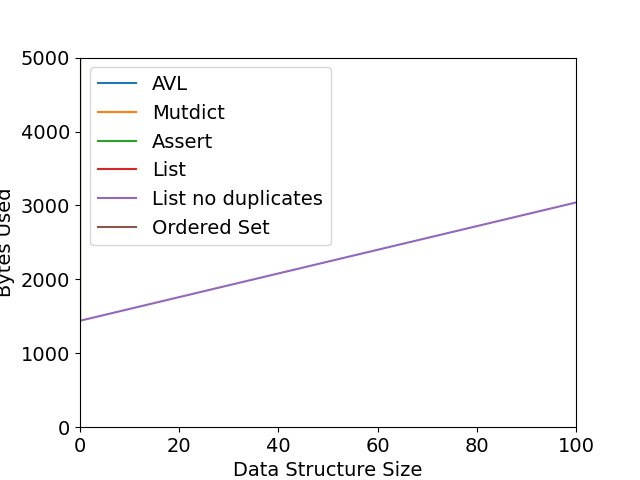 5000
4000
3000
2000
1000
0
Bytes Used
AVL
Mutdict
Assert
List
List no duplicates
Ordered Set
0 20 40 60 80 100
Data Structure Size